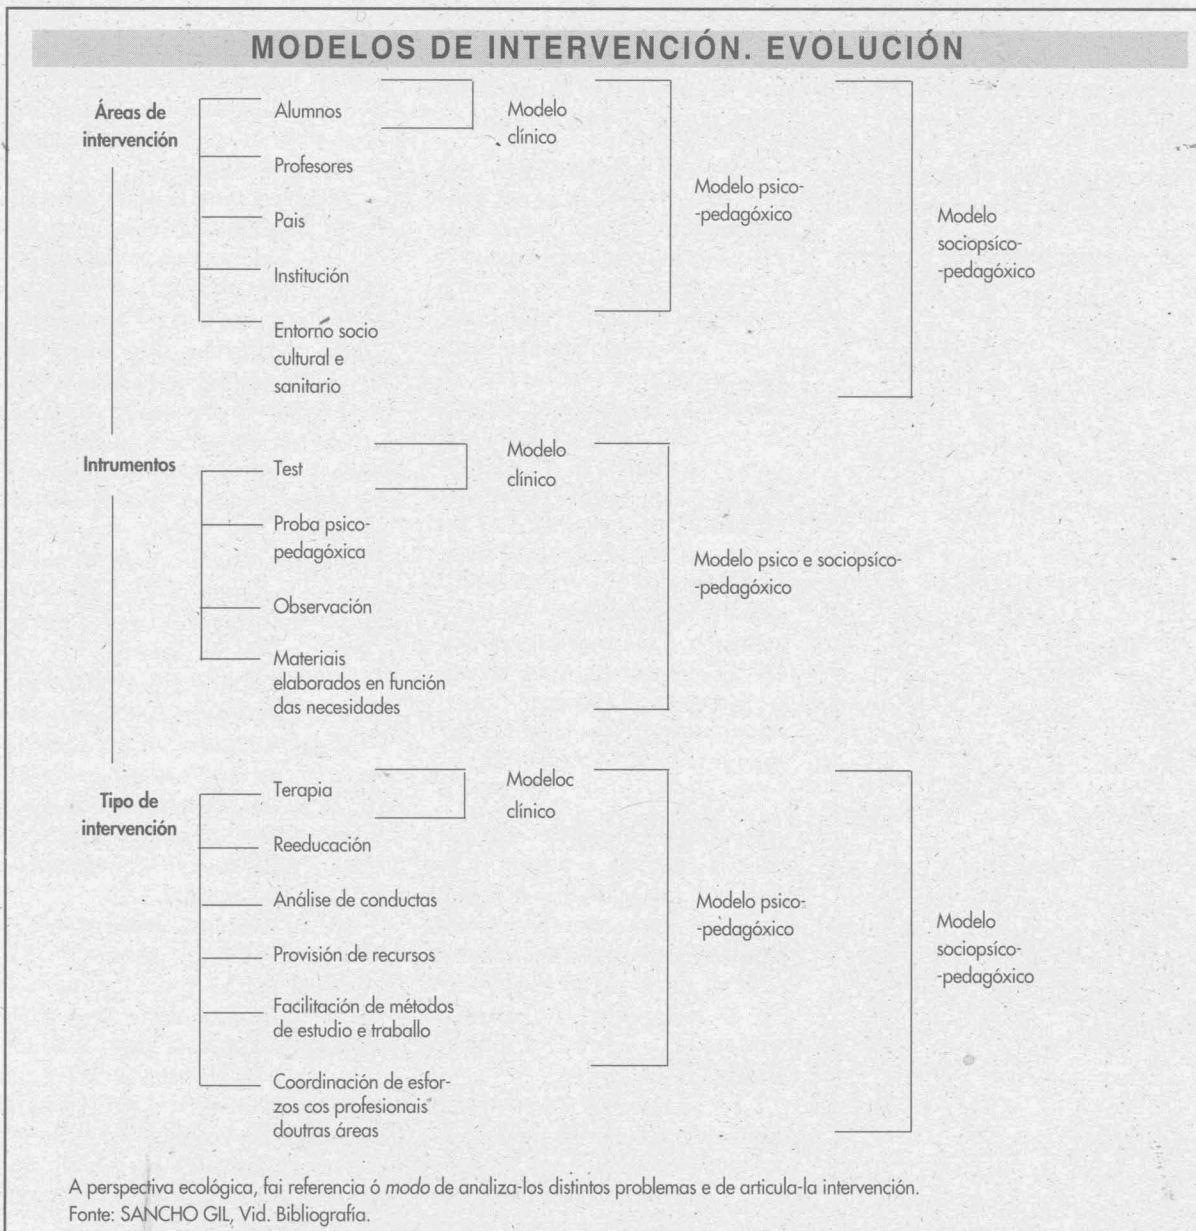 MODELOS DE INTERVENCIÓN. EVOLUCIÓN
Áreas de
intervención
Alumnos
Profesores
Pais
Institución
Entorno socio
cultural e
sanitario
Modelo
clínico
Modelo psico-
-pedagóxico
Modelo
sociopsíco-
-pedagóxico
Intrumentos
Test
Proba psico-
pedagóxica
Observación
Materiais
elaborados en función
das necesidades
Modelo
clínico
Modelo psico e sociopsíco-
-pedagóxico
Tipo de
intervención
Terapia
Reeducación
Análise de conductas
Provisión de recursos
Facilitación de métodos
de estudio e traballo
Coordinación de esfor-
zos cos profesionais
doutras áreas
Modeloc
clínico
Modelo psico-
-pedagóxico
Modelo
sociopsíco-
-pedagóxico
A perspectiva ecológica, fai referencia ó modo de analiza-los distintos problemas e de articula-la intervención.
Fonte: SANCHO GIL, Vid. Bibliografía.